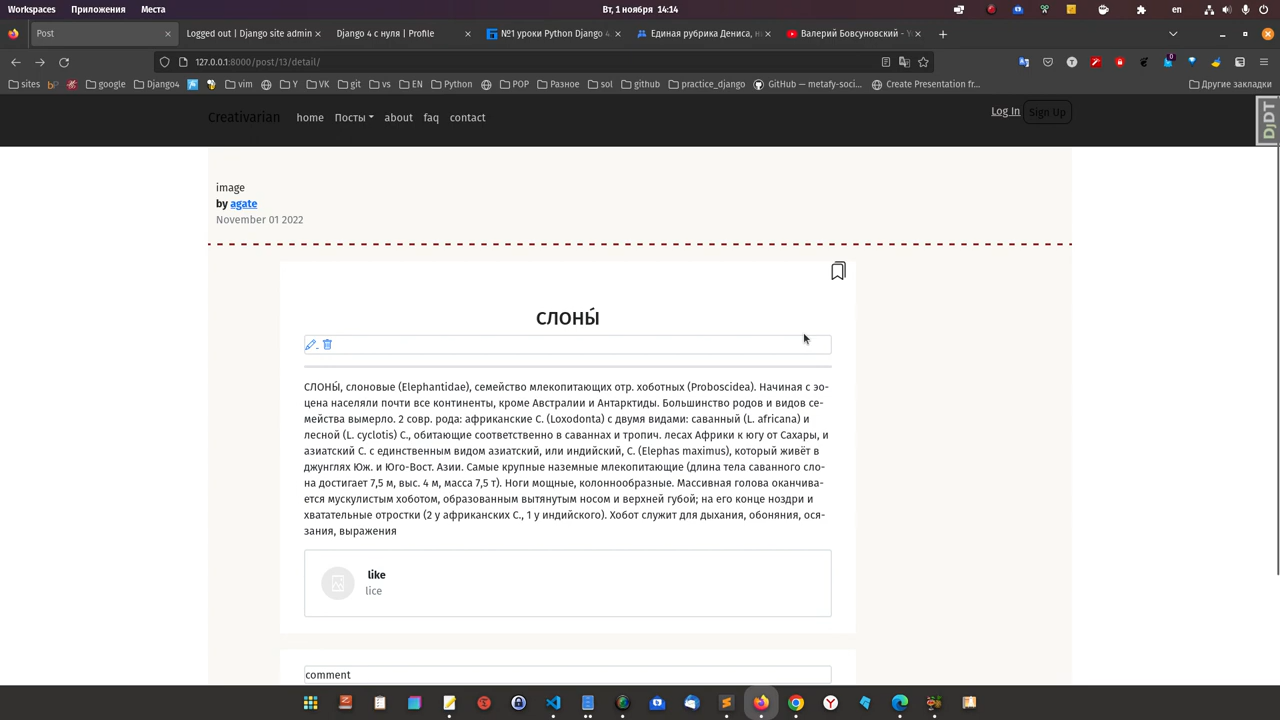 Workspaces Приложения Места Вт, 1 ноября 14:14 en
Post Logged out | Django site admin Django 4 с нуля | Profile №1 уроки Python Django 4 Единая рубрика Дениса, Валерий Бовсуновский -
127.0.0.1:8000/post/13/detail/
sites google Django4 vim Y VK git vs EN Python POP Разное sol github practice_django GitHub — metafy-soci... Create Presentation fr... Другие закладки
Creativarian home Посты about faq contact Log In Sign Up
DjDT
image
by agate
November 01 2022
СЛОНЫ́
СЛОНЫ́, слоновые (Elephantidae), семейство млекопитающих отр. хоботных (Proboscidea). Начиная с эо-
цена населяли почти все континенты, кроме Австралии и Антарктиды. Большинство родов и видов се-
мейства вымерло. 2 совр. рода: африканские С. (Loxodonta) с двумя видами: саванный (L. africana) и
лесной (L. cyclotis) С., обитающие соответственно в саваннах и тропич. лесах Африки к югу от Сахары, и
азиатский С. с единственным видом азиатский, или индийский, С. (Elephas maximus), который живёт в
джунглях Юж. и Юго-Вост. Азии. Самые крупные наземные млекопитающие (длина тела саванного сло-
на достигает 7,5 м, выс. 4 м, масса 7,5 т). Ноги мощные, колоннообразные. Массивная голова оканчива-
ется мускулистым хоботом, образованным вытянутым носом и верхней губой; на его конце ноздри и
хватательные отростки (2 у африканских С., 1 у индийского). Хобот служит для дыхания, обоняния, ося-
зания, выражения
like
lice
comment